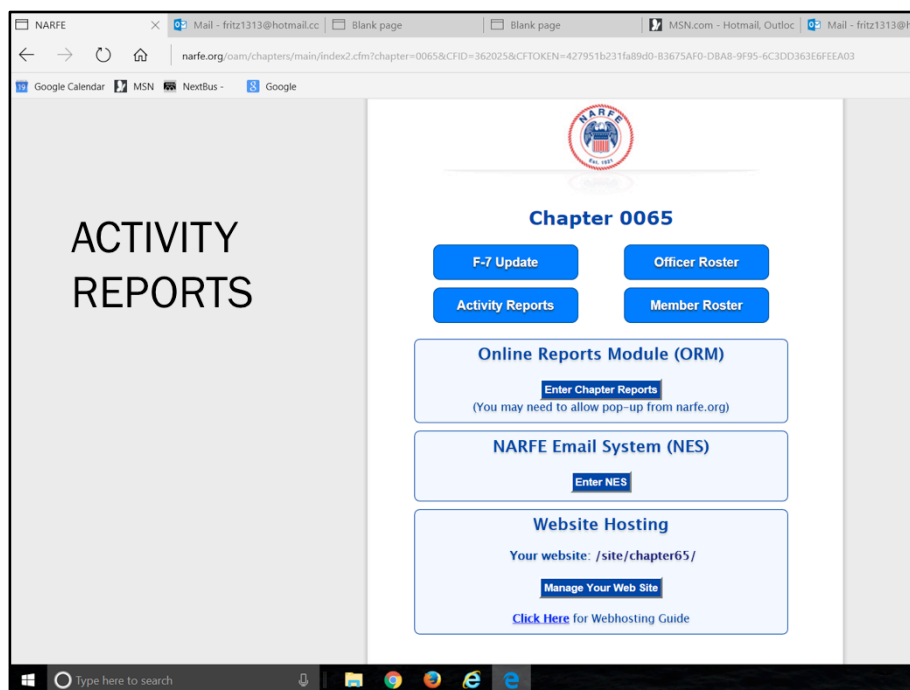 NARFE
Mail - fritz1313@hotmail.cc
Blank page
Blank page
MSN.com - Hotmail, Outloc
Mail - fritz1313@h
narfe.org/oam/chapters/main/index2.cfm?chapter=0065&CFID=362025&CFTOKEN=427951b231fa89d0-B3675AF0-DBA8-9F95-6C3DD363E6FEEA03
Google Calendar
MSN
NextBus -
Google
NARFE
Est. 1921
ACTIVITY
REPORTS
Chapter 0065
F-7 Update
Officer Roster
Activity Reports
Member Roster
Online Reports Module (ORM)
Enter Chapter Reports
(You may need to allow pop-up from narfe.org)
NARFE Email System (NES)
Enter NES
Website Hosting
Your website: /site/chapter65/
Manage Your Web Site
Click Here for Webhosting Guide
Type here to search